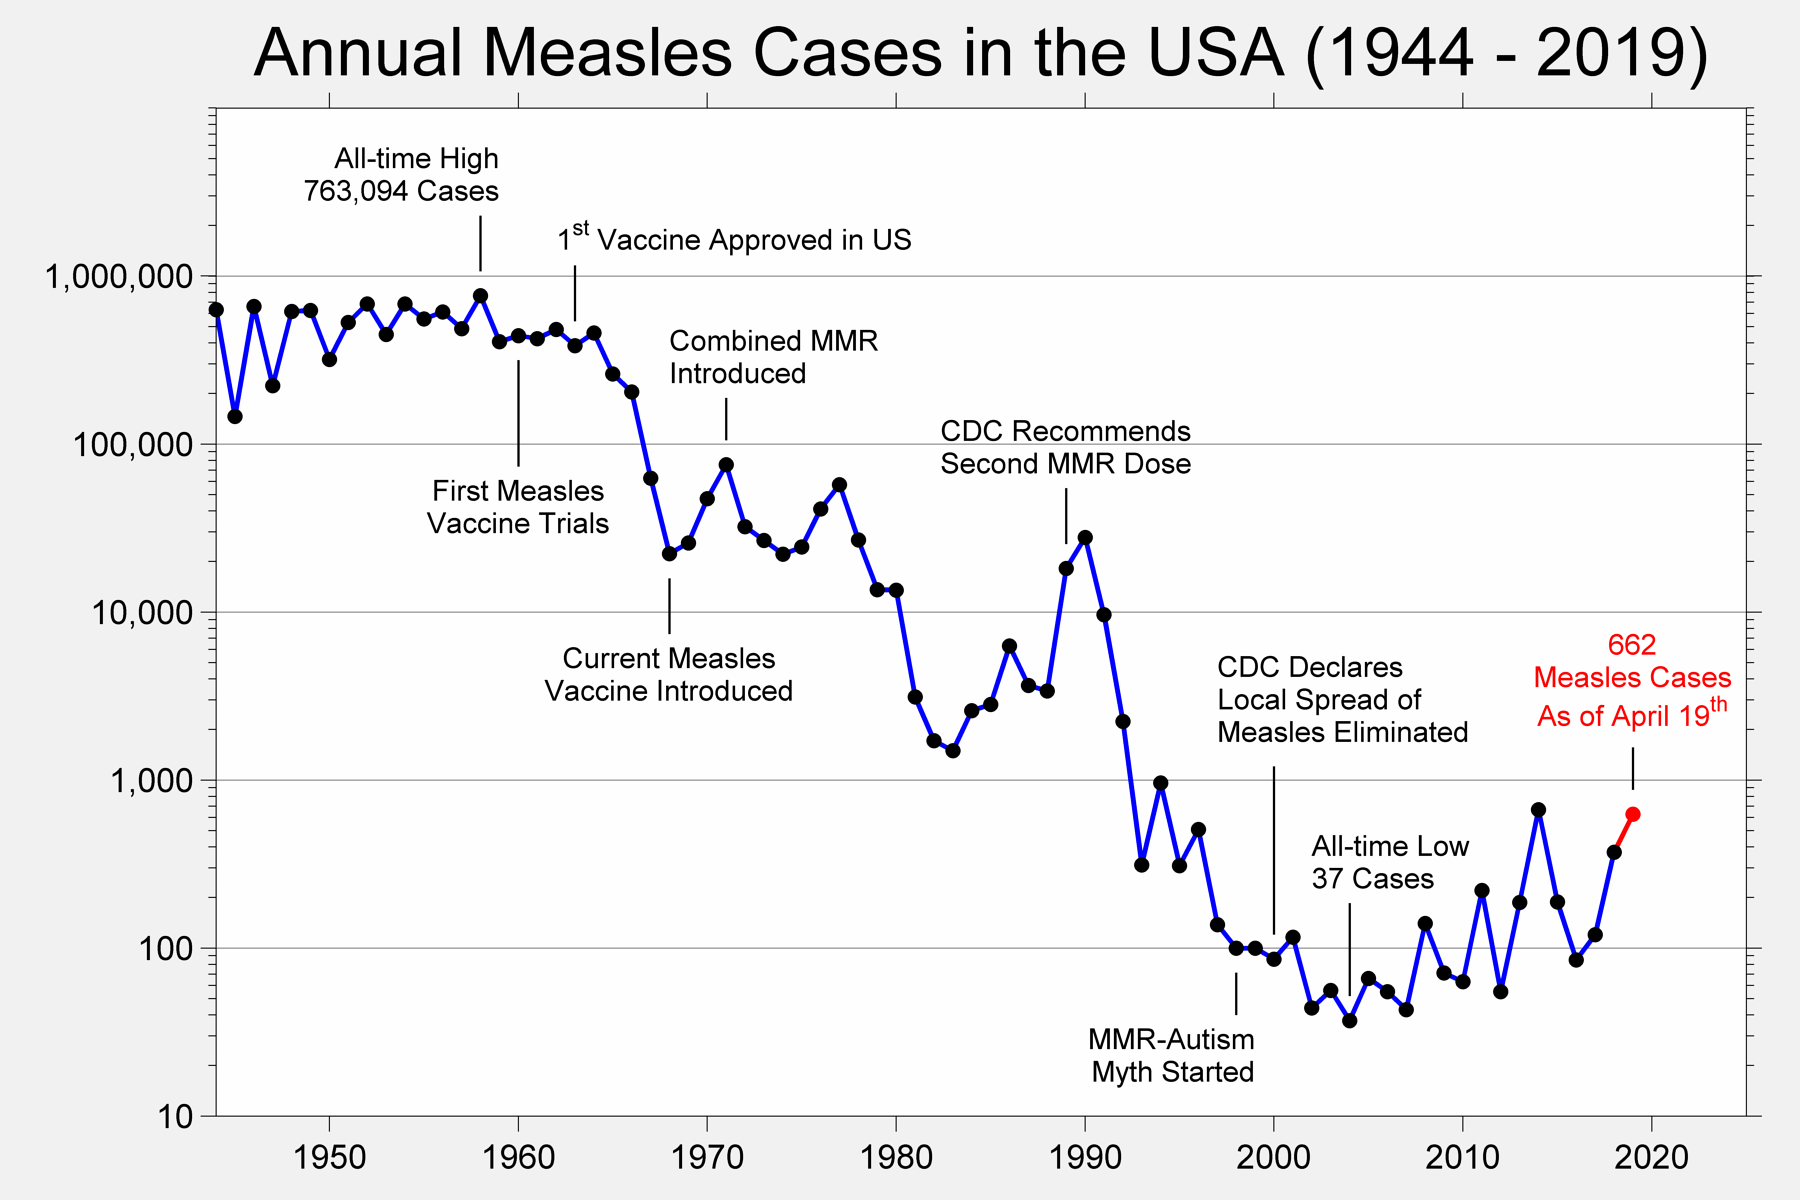 Annual Measles Cases in the USA (1944 - 2019)
All-time High
763,094 Cases
1st Vaccine Approved in US
1,000,000
Combined MMR
Introduced
CDC Recommends
Second MMR Dose
100,000
First Measles
Vaccine Trials
10,000
662
Measles Cases
As of April 19th
Current Measles
Vaccine Introduced
CDC Declares
Local Spread of
Measles Eliminated
1,000
All-time Low
37 Cases
100
MMR-Autism
Myth Started
10
1950 1960 1970 1980 1990 2000 2010 2020